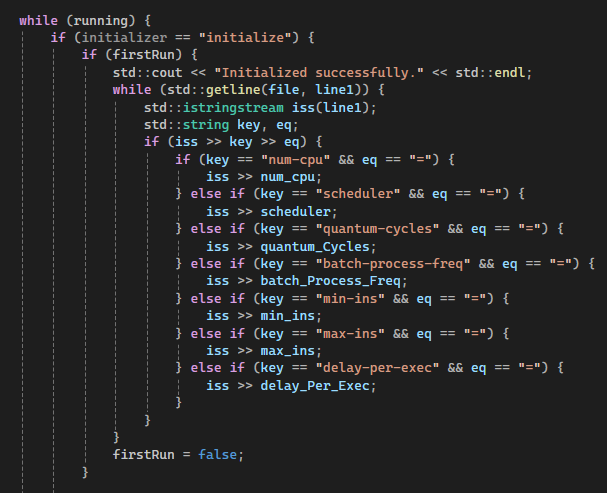 while (running) {
if (initializer == "initialize") {
if (firstRun) {
std::cout << "Initialized successfully." << std::endl;
while (std::getline(file, line1)) {
std::istringstream iss(line1);
std::string key, eq;
if (iss >> key >> eq) {
if (key == "num-cpu" && eq == "=") {
iss >> num_cpu;
} else if (key == "scheduler" && eq == "=") {
iss >> scheduler;
} else if (key == "quantum-cycles" && eq == "=") {
iss >> quantum_Cycles;
} else if (key == "batch-process-freq" && eq == "=") {
iss >> batch_Process_Freq;
} else if (key == "min-ins" && eq == "=") {
iss >> min_ins;
} else if (key == "max-ins" && eq == "=") {
iss >> max_ins;
} else if (key == "delay-per-exec" && eq == "=") {
iss >> delay_Per_Exec;
}
}
}
firstRun = false;
}